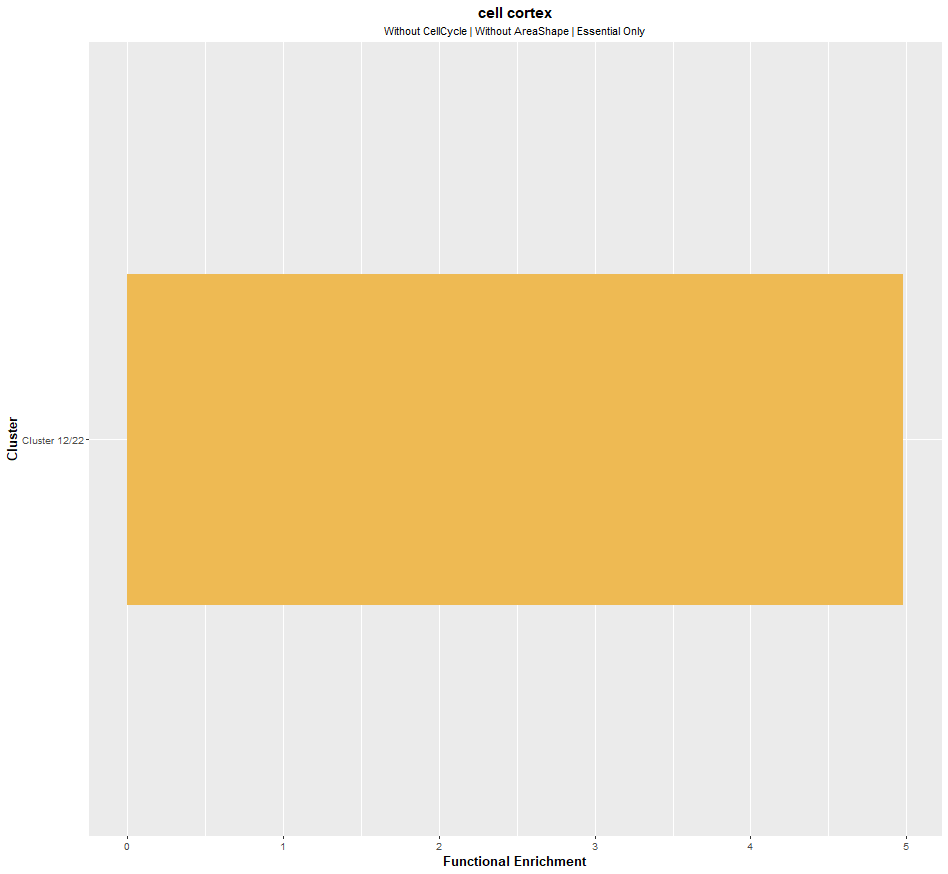 cell cortex
Without CellCycle | Without AreaShape | Essential Only
Cluster
Cluster 12/22
0 1 2 3 4 5
Functional Enrichment